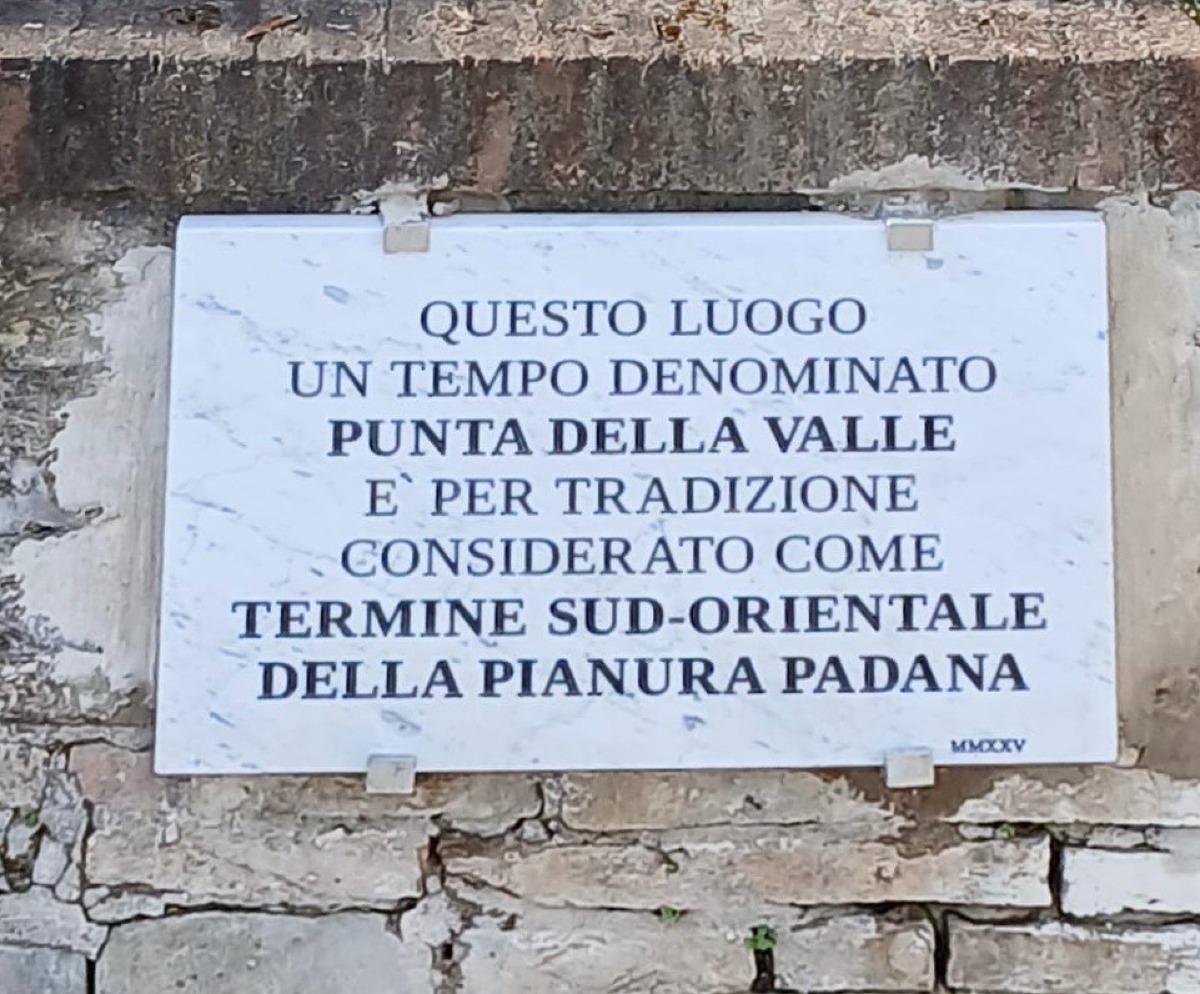 QUESTO LUOGO
UN TEMPO DENOMINATO
PUNTA DELLA VALLE
E` PER TRADIZIONE
CONSIDERATO COME
TERMINE SUD-ORIENTALE
DELLA PIANURA PADANA
MMXXV